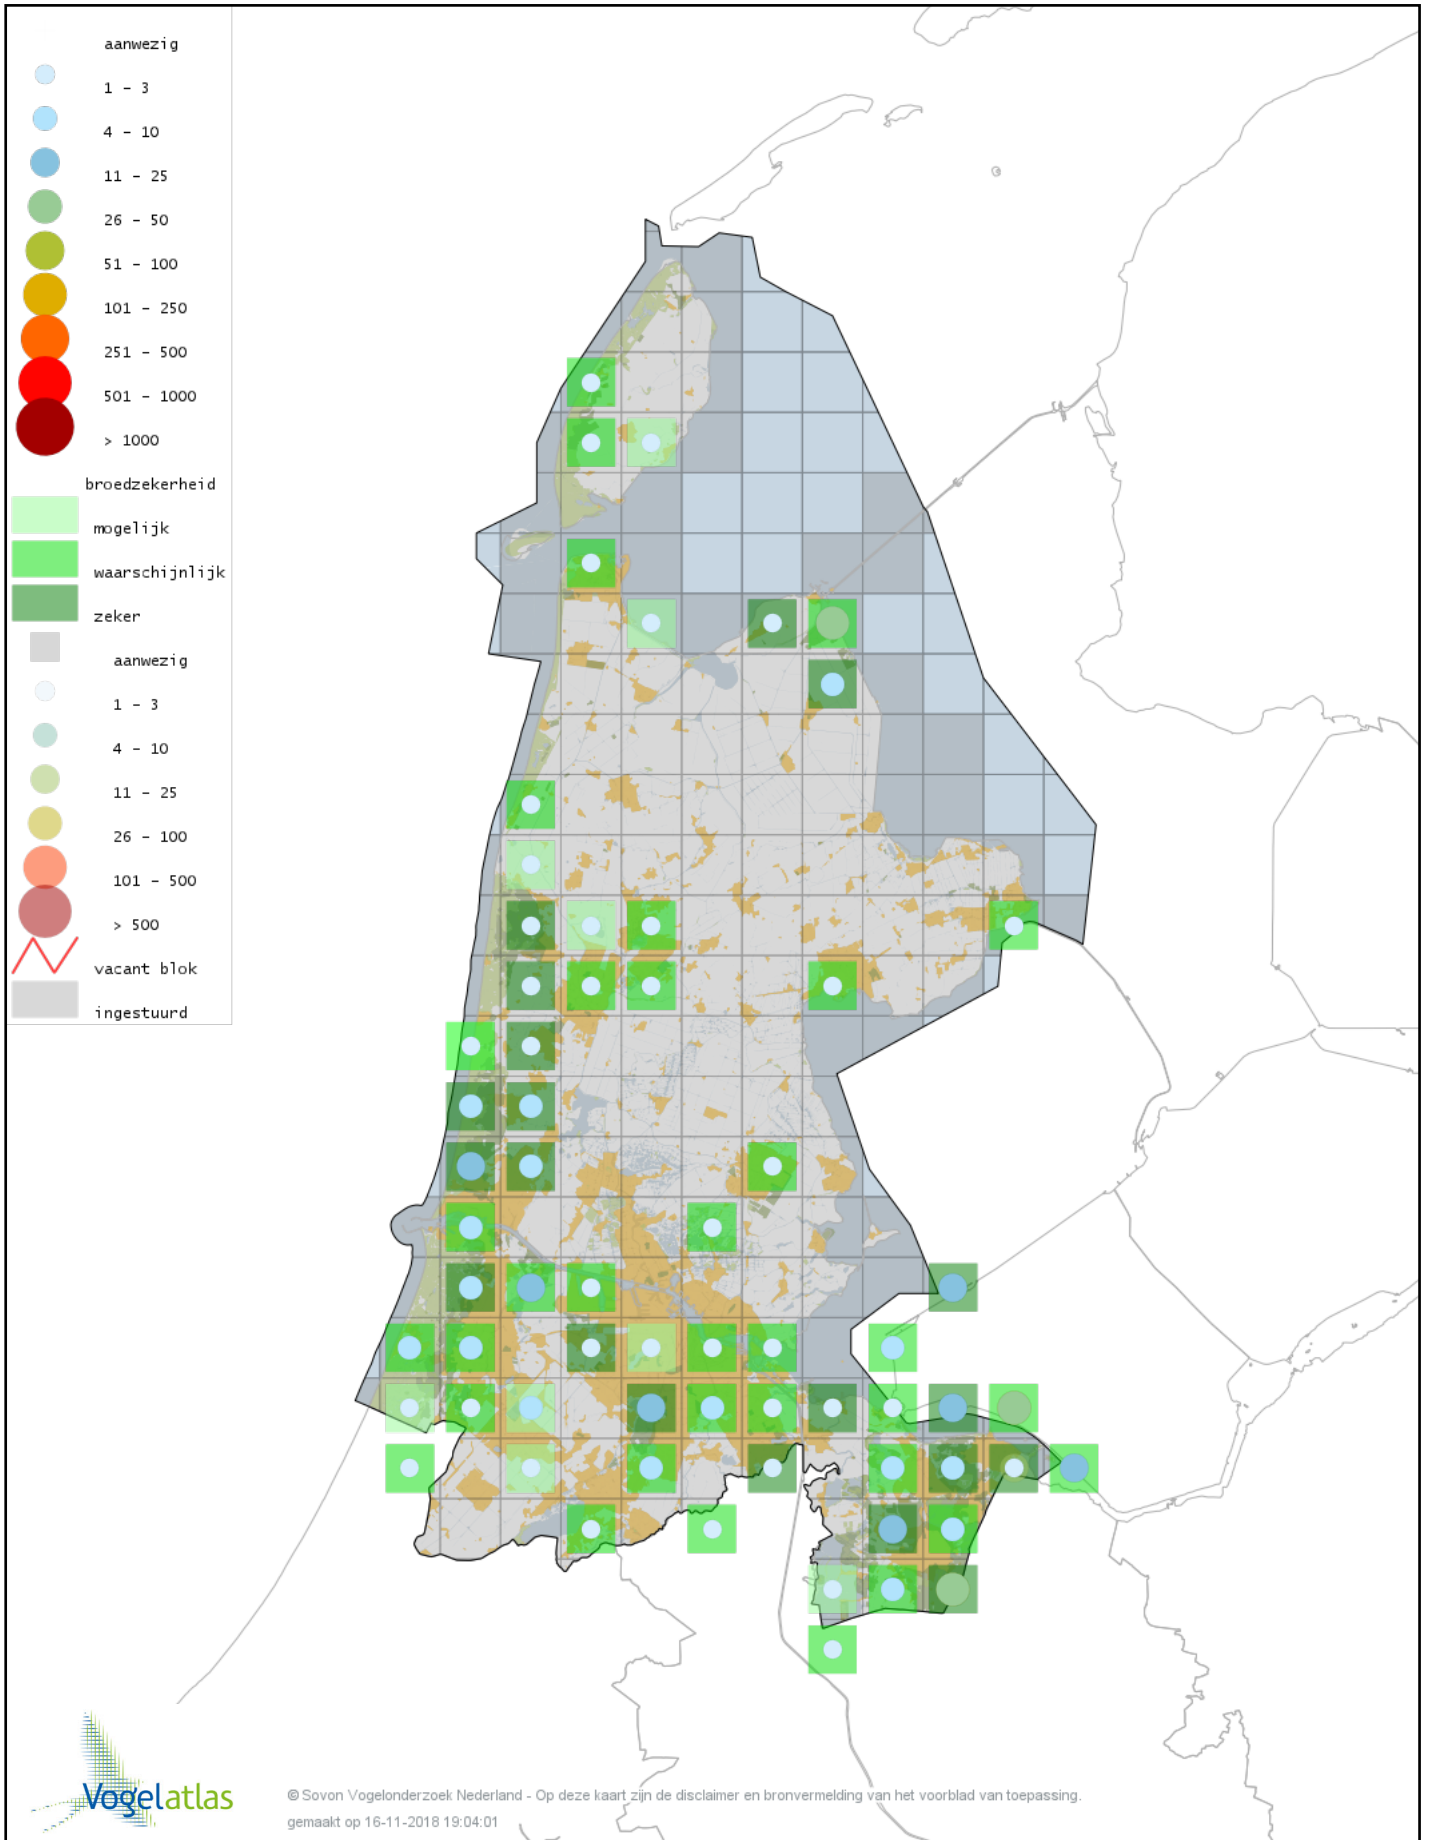 aanwezig
1 - 3
4 - 10
11 - 25
26 - 50
51 - 100
101 - 250
251 - 500
501 - 1000
> 1000
broedzekerheid
mogelijk
waarschijnlijk
zeker
aanwezig
1 - 3
4 - 10
11 - 25
26 - 100
101 - 500
> 500
vacant blok
ingestuurd
Vogelatlas
© Sovon Vogelonderzoek Nederland - Op deze kaart zijn de disclaimer en bronvermelding van het voorblad van toepassing.
gemaakt op 16-11-2018 19:04:01